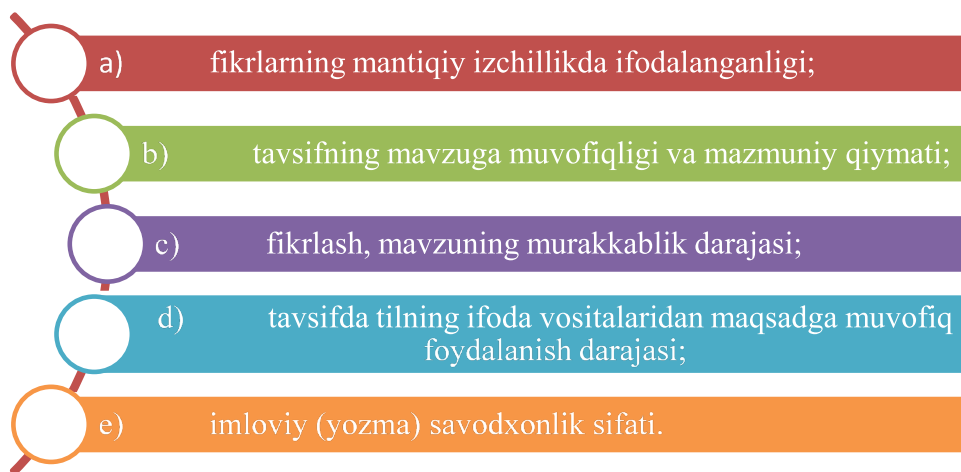 a) fikrlarning mantiqiy izchillikda ifodalanganligi;
b) tavsifning mavzuga muvofiqligi va mazmuniy qiymati;
c) fikrlash, mavzuning murakkablik darajasi;
d) tavsifda tilning ifoda vositalaridan maqsadga muvofiq
foydalanish darajasi;
e) imloviy (yozma) savodxonlik sifati.